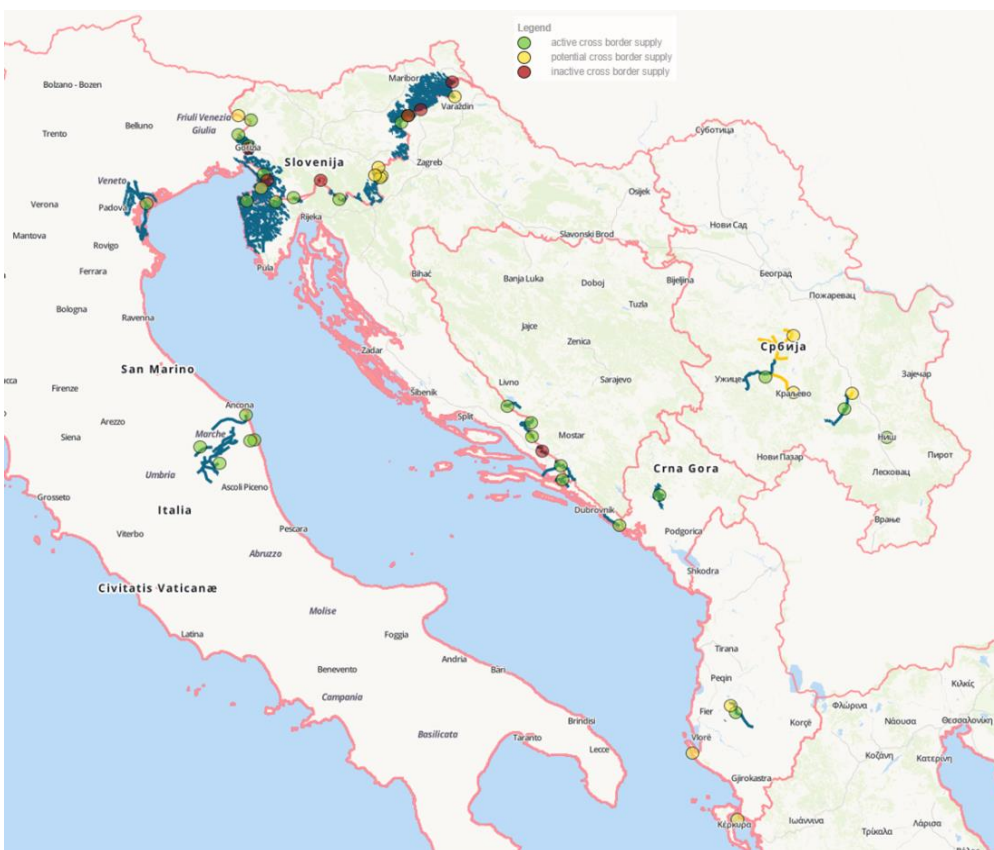 Legend
active cross border supply
potential cross border supply
inactive cross border supply
Bolzano - Bozen
Maribor
Varaždin
Friuli Venezia
Giulia
Belluno
Trento
Gorizia
Slovenija
Zagreb
Суботица
Veneto
Verona
Padova
Osijek
Rijeka
Нови Сад
Mantova
Rovigo
Slavonski Brod
Ferrara
Pula
Bihać
Banja Luka
Doboj
Bijeljina
Београд
Пожаревац
Tuzla
Bologna
Ravenna
Jajce
Zenica
Србија
Zadar
San Marino
Зајечар
Firenze
Livno
Sarajevo
Ужице
Краљево
Šibenik
Ancona
Arezzo
Split
Siena
Marche
Mostar
Ниш
Пирот
Нови Пазар
Crna Gora
Лесковац
Umbria
Ascoli Piceno
Grosseto
Italia
Dubrovnik
Врање
Viterbo
Pescara
Podgorica
Abruzzo
Shkodra
Civitatis Vaticanæ
Molise
Latina
Foggia
Tirana
Andria
Bari
Benevento
Peqin
Κιλκίς
Campania
Fier
Φλώρινα
Korçë
Νάουσα
Θεσσαλονίκη
Brindisi
Basilicata
Taranto
Vlorë
Lecce
Κοζάνη
Κατερίνη
Gjirokastra
Κέρκυρα
Ιωάννινα
Λάρισα
Τρίκαλα